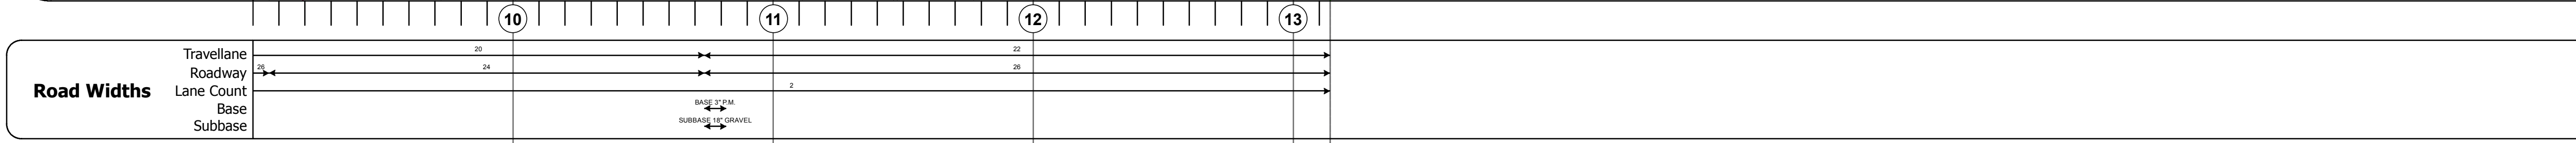 10 11 12 13
Travellane 20 22
Roadway 26 24 26
Road Widths
Lane Count 2
Base BASE 3" P.M.
Subbase SUBBASE 18" GRAVEL